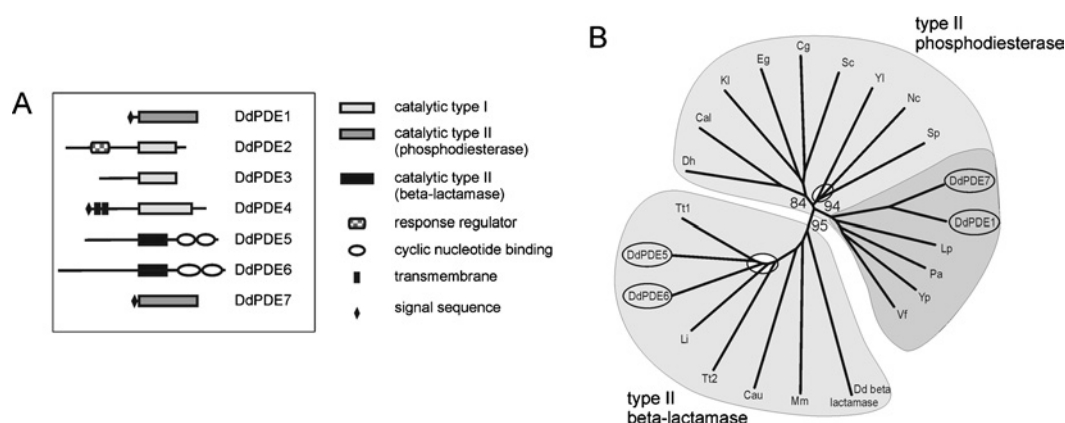 A
DdPDE1
DdPDE2
DdPDE3
DdPDE4
DdPDE5
DdPDE6
DdPDE7
catalytic type I
catalytic type II
(phosphodiesterase)
catalytic type II
(beta-lactamase)
response regulator
cyclic nucleotide binding
transmembrane
signal sequence
B
type II
phosphodiesterase
Cg
Eg
Sc
Kl
Yl
Nc
Cal
Sp
Dh
DdPDE7
84
94
95
DdPDE1
Tt1
Lp
DdPDE5
Pa
DdPDE6
Yp
Vf
Li
Tt2
Cau
Mm
Dd beta
lactamase
type II
beta-lactamase